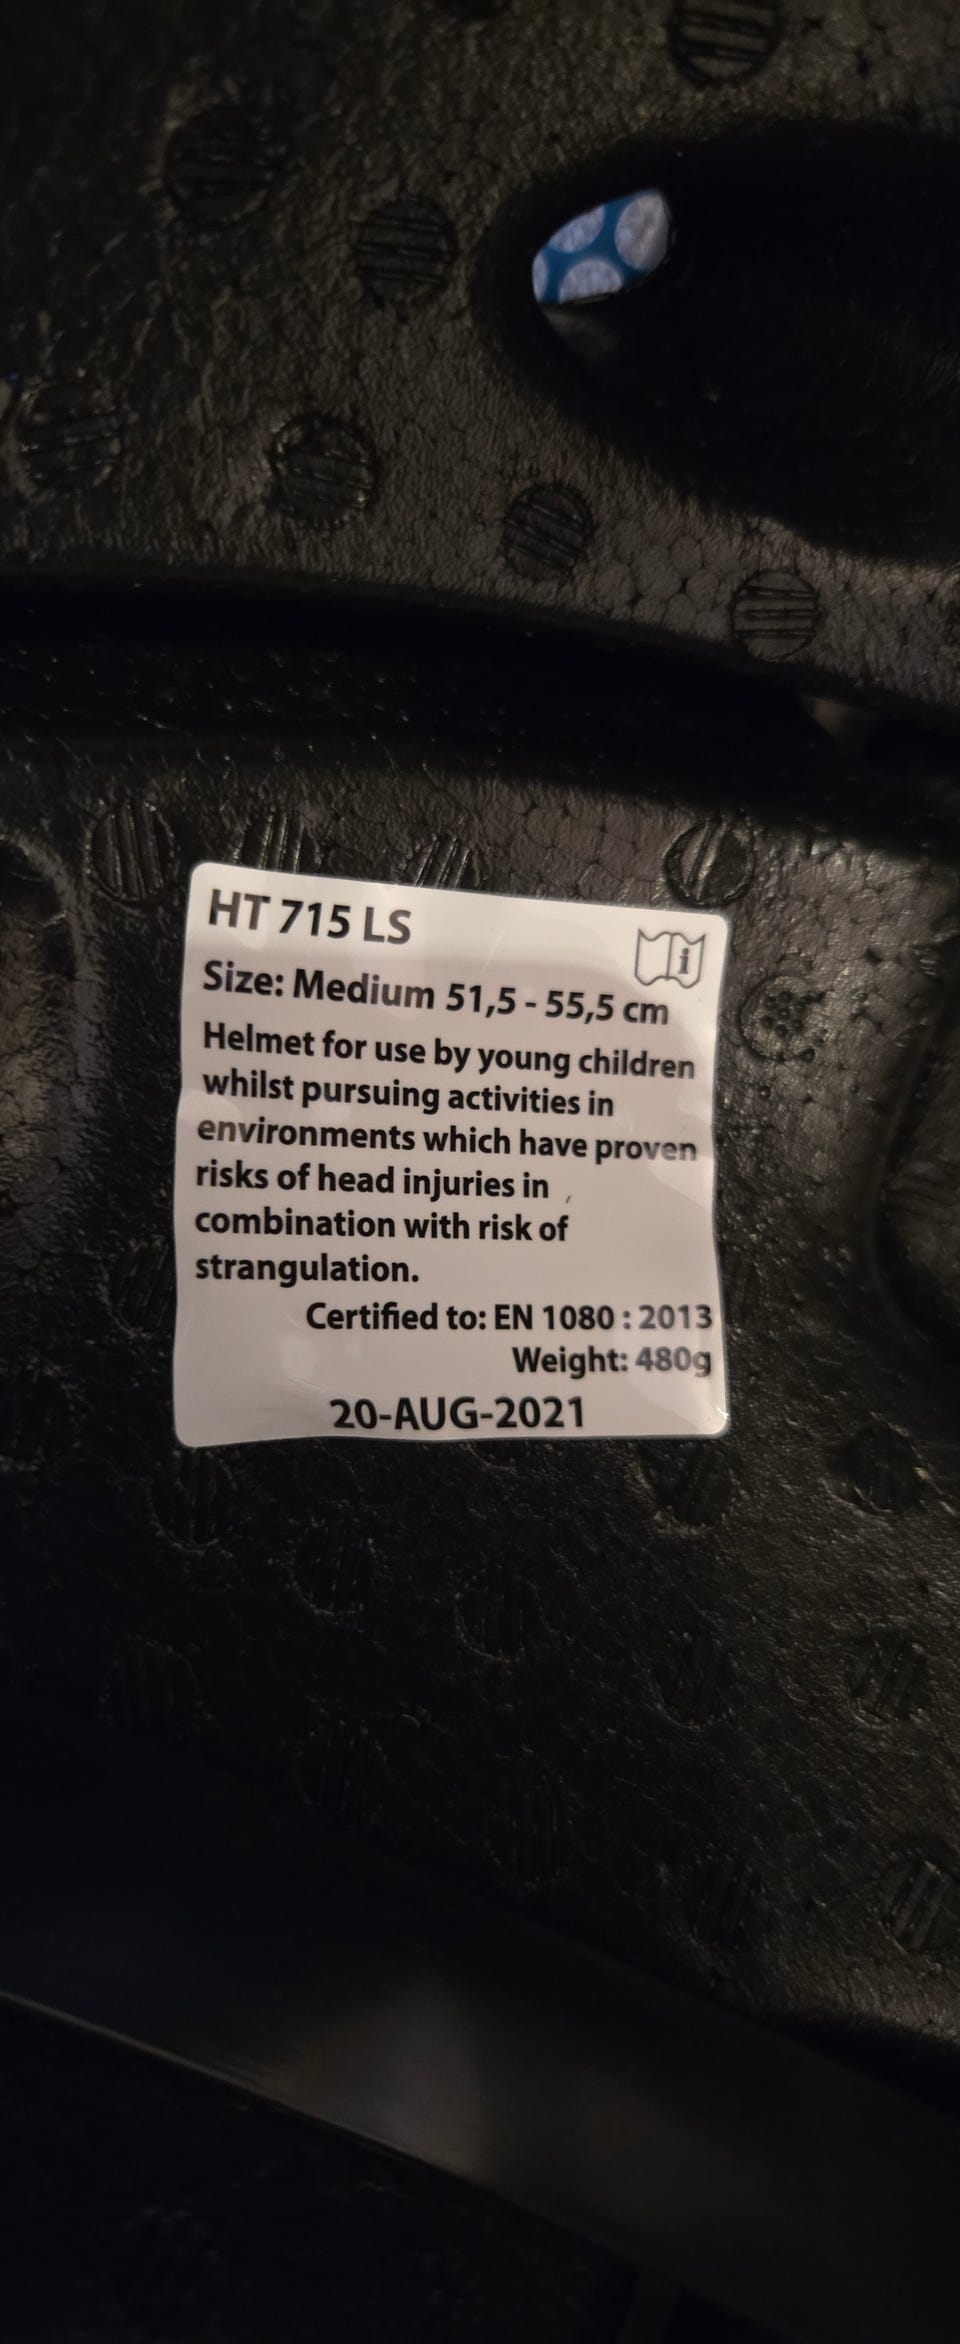 HT 715 LS
Size: Medium 51,5 - 55,5 cm
Helmet for use by young children
whilst pursuing activities in
environments which have proven
risks of head injuries in
combination with risk of
strangulation.
Certified to: EN 1080 : 2013
Weight: 480g
20-AUG-2021